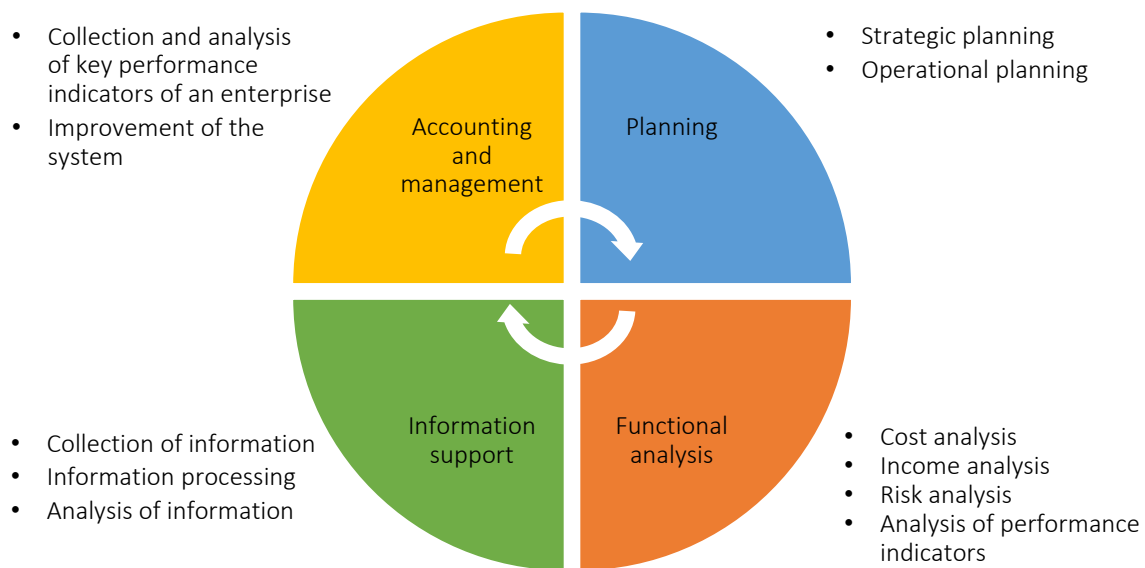 • Collection and analysis
of key performance
indicators of an enterprise
• Improvement of the
system
Accounting
and
management
Planning
• Strategic planning
• Operational planning
• Collection of information
• Information processing
• Analysis of information
Information
support
Functional
analysis
• Cost analysis
• Income analysis
• Risk analysis
• Analysis of performance
indicators